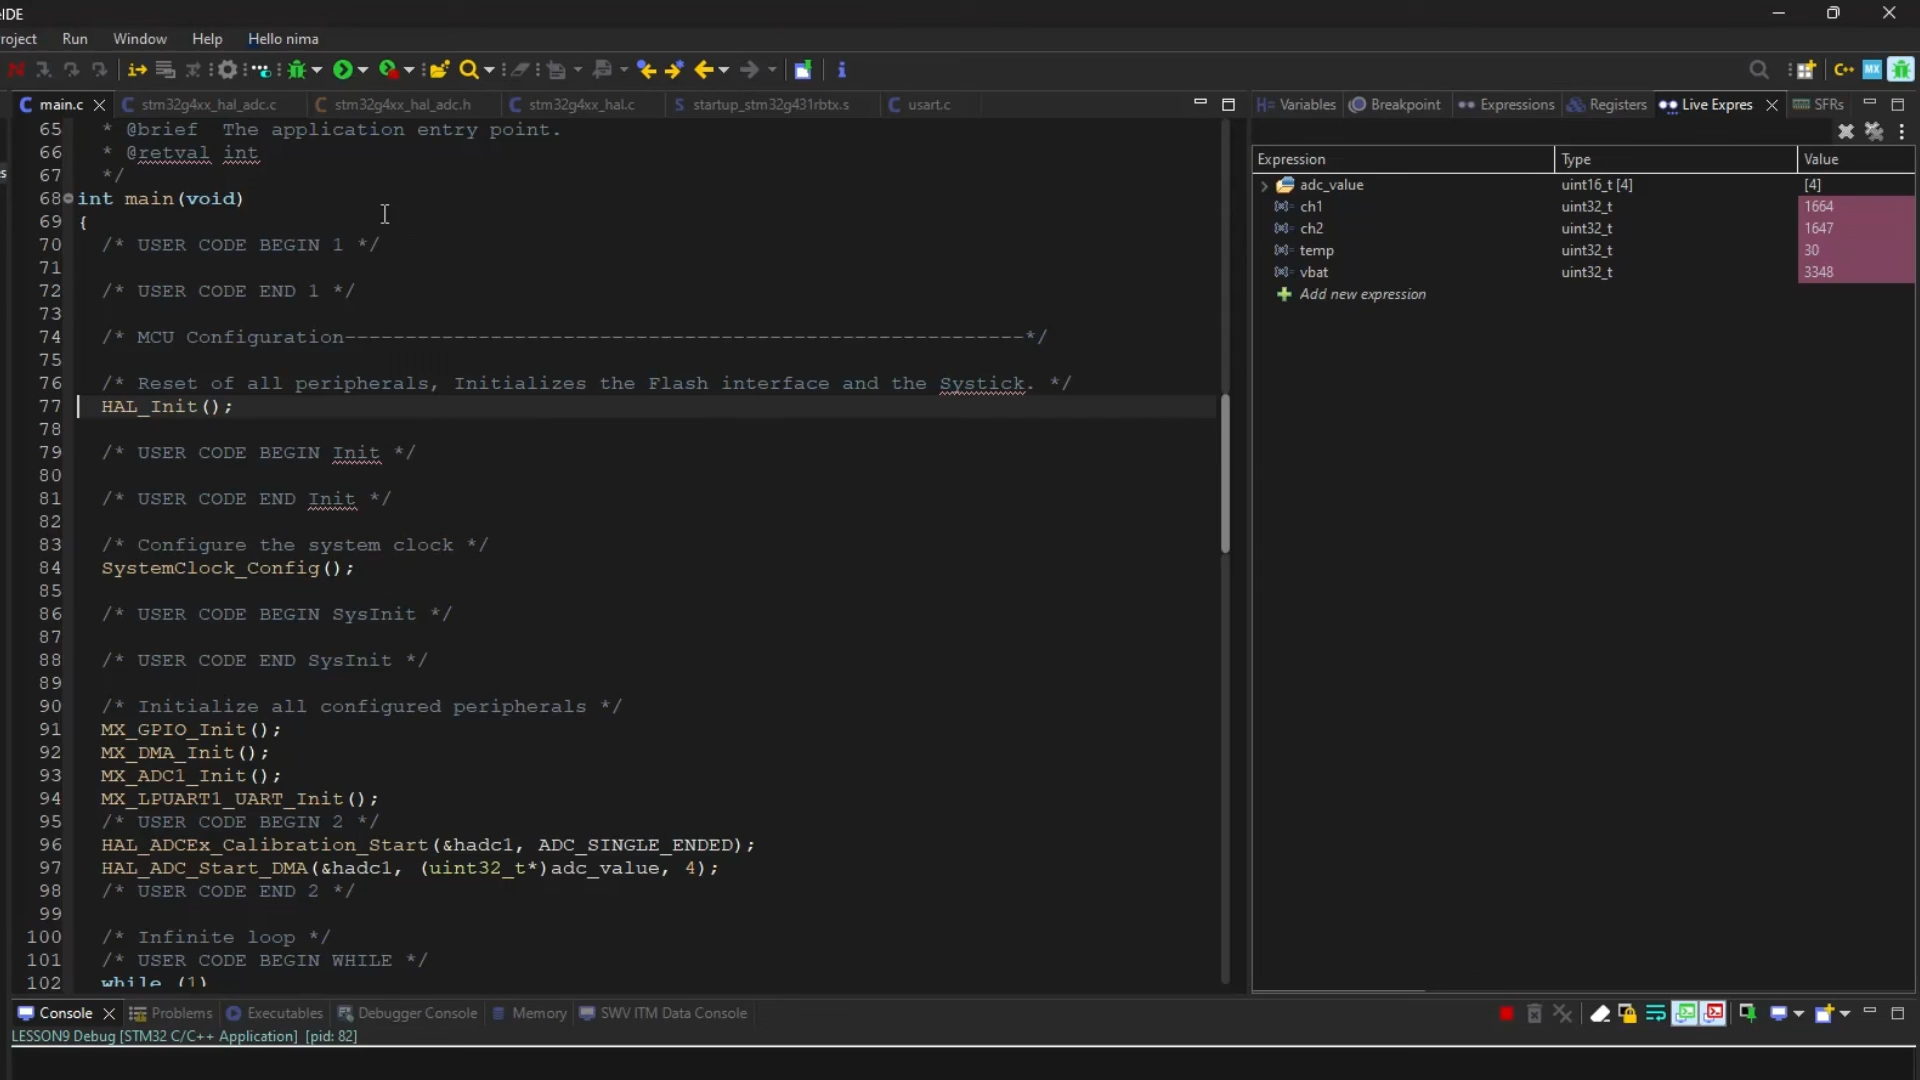 eIDE
roject Run Window Help Hello nima
main.c stm32g4xx_hal_adc.c stm32g4xx_hal_adc.h stm32g4xx_hal.c startup_stm32g431rbtx.s usart.c
65 * @brief The application entry point.
66 * @retval int
67 */
68 int main(void)
69 {
70 /* USER CODE BEGIN 1 */
71
72 /* USER CODE END 1 */
73
74 /* MCU Configuration--------------------------------------------------------*/
75
76 /* Reset of all peripherals, Initializes the Flash interface and the Systick. */
77 HAL_Init();
78
79 /* USER CODE BEGIN Init */
80
81 /* USER CODE END Init */
82
83 /* Configure the system clock */
84 SystemClock_Config();
85
86 /* USER CODE BEGIN SysInit */
87
88 /* USER CODE END SysInit */
89
90 /* Initialize all configured peripherals */
91 MX_GPIO_Init();
92 MX_DMA_Init();
93 MX_ADC1_Init();
94 MX_LPUART1_UART_Init();
95 /* USER CODE BEGIN 2 */
96 HAL_ADCEx_Calibration_Start(&hadc1, ADC_SINGLE_ENDED);
97 HAL_ADC_Start_DMA(&hadc1, (uint32_t*)adc_value, 4);
98 /* USER CODE END 2 */
99
100 /* Infinite loop */
101 /* USER CODE BEGIN WHILE */
102 while (1)
Variables Breakpoint Expressions Registers Live Expres SFRs
Expression Type Value
adc_value uint16_t [4] [4]
ch1 uint32_t 1664
ch2 uint32_t 1647
temp uint32_t 30
vbat uint32_t 3348
Add new expression
Console Problems Executables Debugger Console Memory SWV ITM Data Console
LESSON9 Debug [STM32 C/C++ Application] [pid: 82]